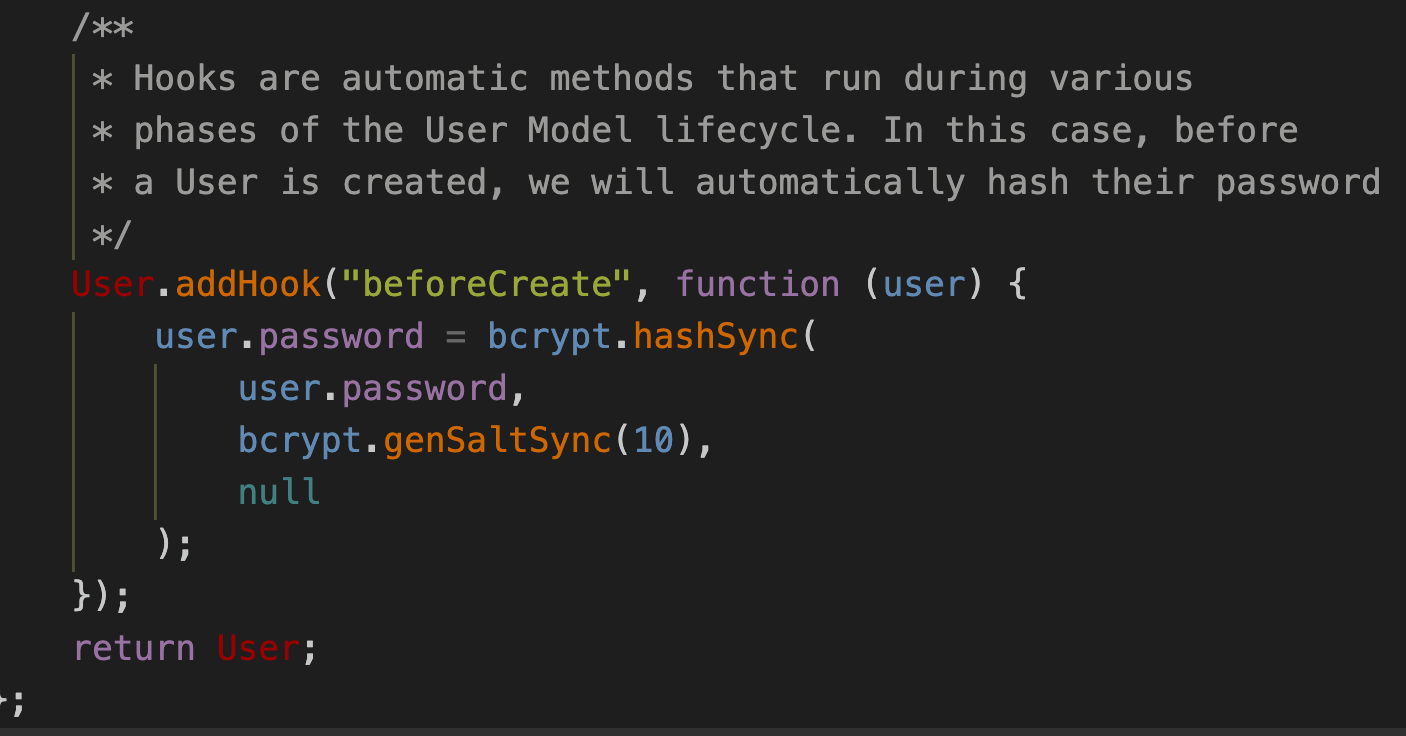 /**
* Hooks are automatic methods that run during various
* phases of the User Model lifecycle. In this case, before
* a User is created, we will automatically hash their password
*/
User.addHook("beforeCreate", function (user) {
user.password = bcrypt.hashSync(
user.password,
bcrypt.genSaltSync(10),
null
);
});
return User;
};